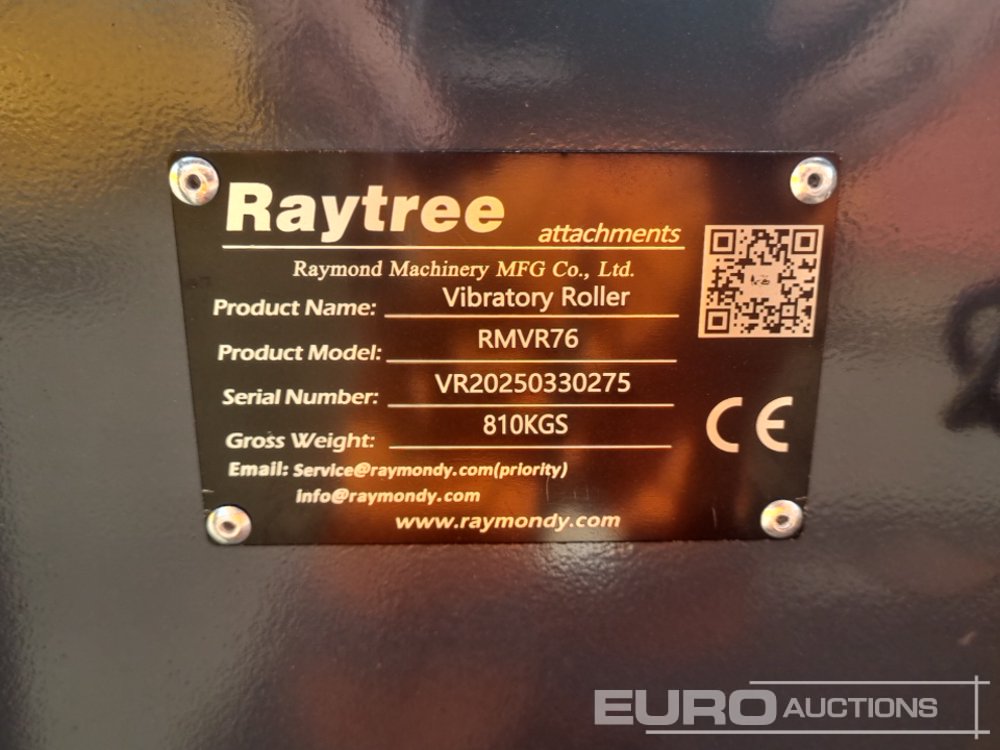 Raytree
attachments
Raymond Machinery MFG Co., Ltd.
Product Name: Vibratory Roller
Product Model: RMVR76
Serial Number: VR20250330275
Gross Weight: 810KGS
Email: Service@raymondy.com(priority)
info@raymondy.com
www.raymondy.com
CE
EURO AUCTIONS